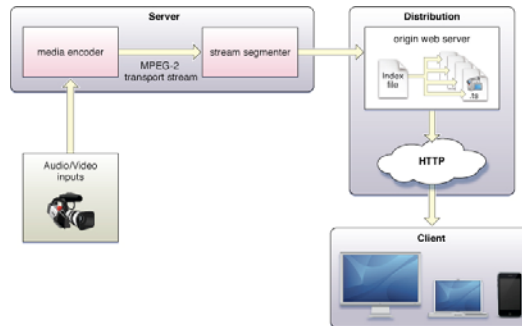 Server
media encoder
MPEG-2
transport stream
stream segmenter
Audio/Video
inputs
Distribution
origin web server
Index
file
.ts
HTTP
Client